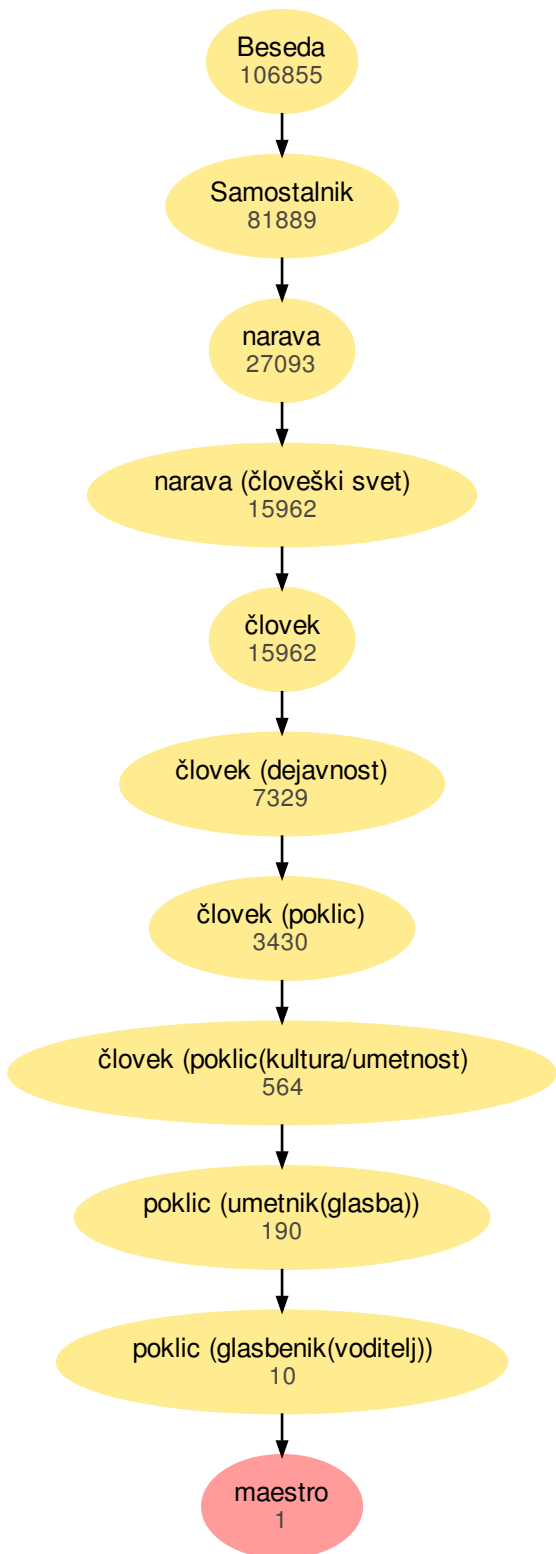 Beseda
106855
Samostalnik
81889
narava
27093
narava (človeški svet)
15962
človek
15962
človek (dejavnost)
7329
človek (poklic)
3430
človek (poklic(kultura/umetnost)
564
poklic (umetnik(glasba))
190
poklic (glasbenik(voditelj))
10
maestro
1